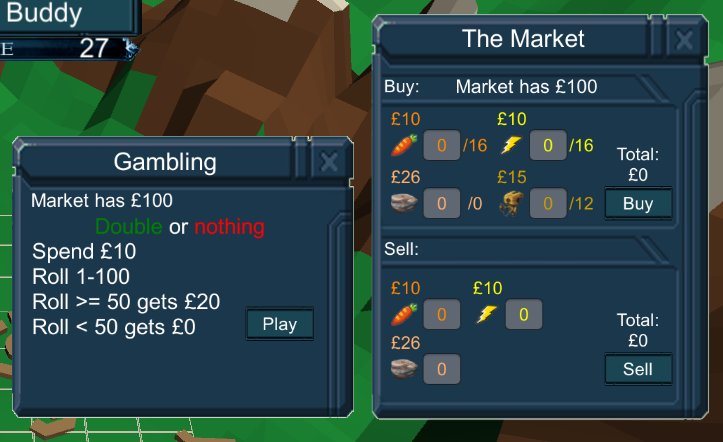 Buddy
E 27
Gambling
Market has £100
Double or nothing
Spend £10
Roll 1-100
Roll >= 50 gets £20
Roll < 50 gets £0
Play
The Market
Buy: Market has £100
£10 £10
0 /16 0 /16
£26 £15
0 /0 0 /12
Total:
£0
Buy
Sell:
£10 £10
0 0
£26
0
Total:
£0
Sell